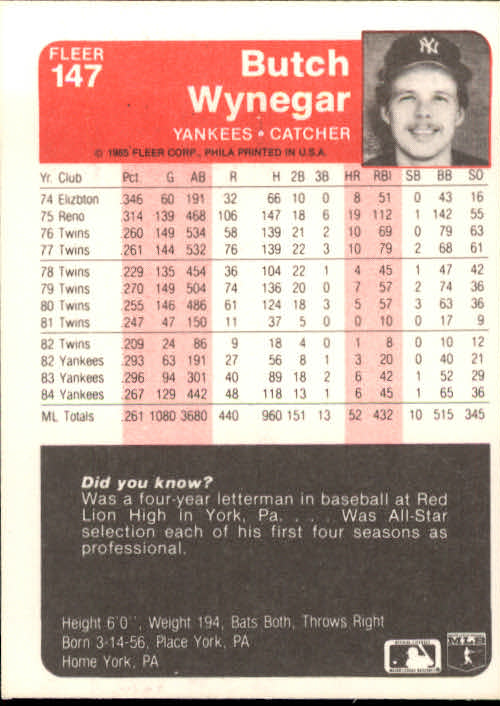 FLEER
147
Butch
Wynegar
YANKEES • CATCHER
© 1985 FLEER CORP., PHILA PRINTED IN U.S.A.
NY
Yr. Club Pct. G AB R H 2B 3B HR RBI SB BB SO
74 Elizbton .346 60 191 32 66 10 0 8 51 0 43 16
75 Reno .314 139 468 106 147 18 6 19 112 1 142 55
76 Twins .260 149 534 58 139 21 2 10 69 0 79 63
77 Twins .261 144 532 76 139 22 3 10 79 2 68 61
78 Twins .229 135 454 36 104 22 1 4 45 1 47 42
79 Twins .270 149 504 74 136 20 0 7 57 2 74 36
80 Twins .255 146 486 61 124 18 3 5 57 3 63 36
81 Twins .247 47 150 11 37 5 0 0 10 0 17 9
82 Twins .209 24 86 9 18 4 0 1 8 0 10 12
82 Yankees .293 63 191 27 56 8 1 3 20 0 40 21
83 Yankees .296 94 301 40 89 18 2 6 42 1 52 29
84 Yankees .267 129 442 48 118 13 1 6 45 1 65 36
ML Totals .261 1080 3680 440 960 151 13 52 432 10 515 345
Did you know?
Was a four-year letterman in baseball at Red
Lion High in York, Pa. . . . Was All-Star
selection each of his first four seasons as
professional.
Height 6'0'', Weight 194, Bats Both, Throws Right
Born 3-14-56, Place York, PA
Home York, PA
MLB